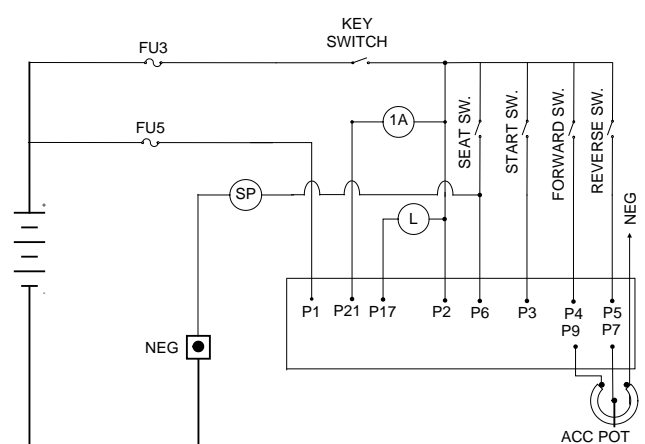 KEY
SWITCH
FU3
FU5
1A
SEAT SW.
START SW.
FORWARD SW.
REVERSE SW.
SP
L
NEG
+
P1 P21 P17 P2 P6 P3 P4 P5
P9 P7
NEG
ACC POT